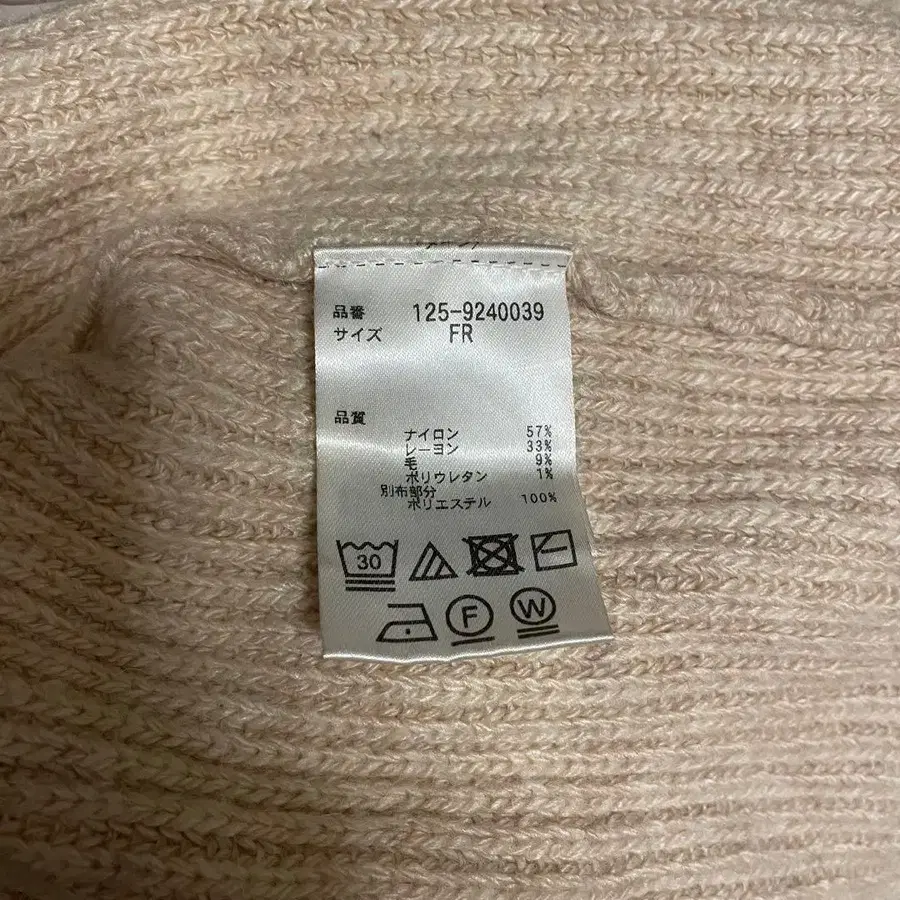 品番 125-9240039
サイズ FR
品質
ナイロン 57%
レーヨン 33%
毛 9%
ポリウレタン 1%
別布部分
ポリエステル 100%
30
F W